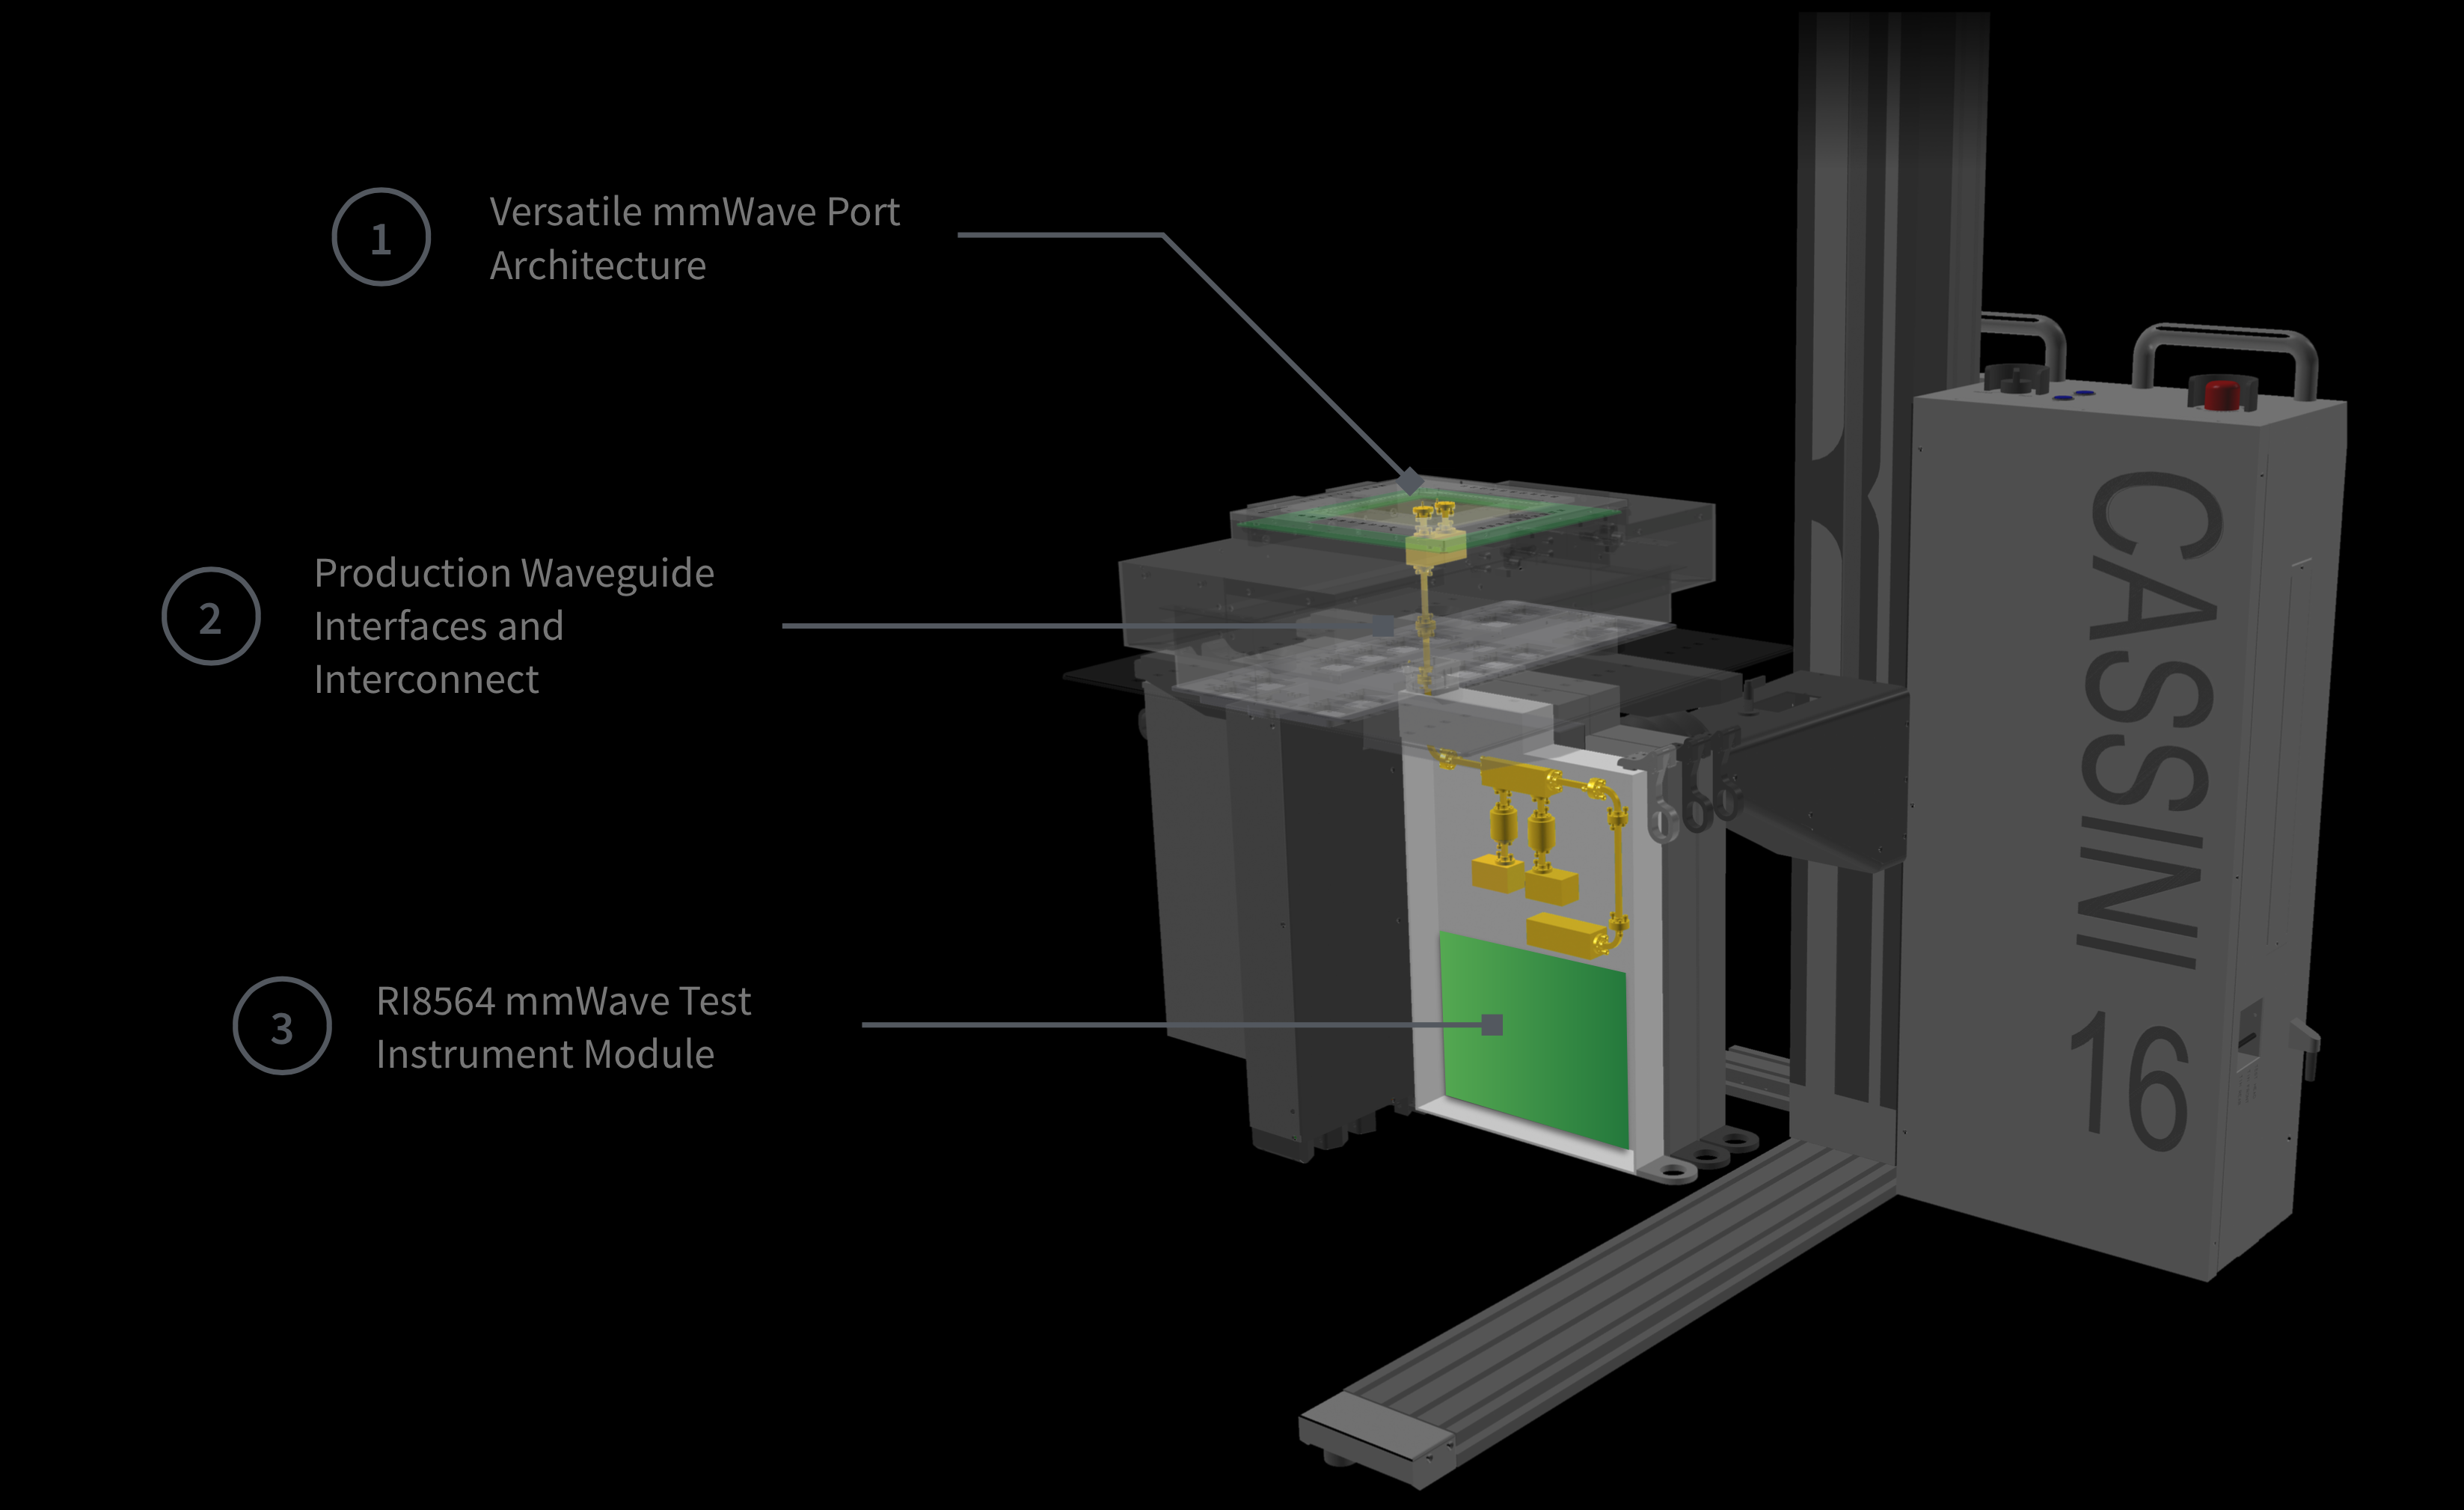 1
Versatile mmWave Port
Architecture
2
Production Waveguide
Interfaces and
Interconnect
3
RI8564 mmWave Test
Instrument Module
CASSINI 16